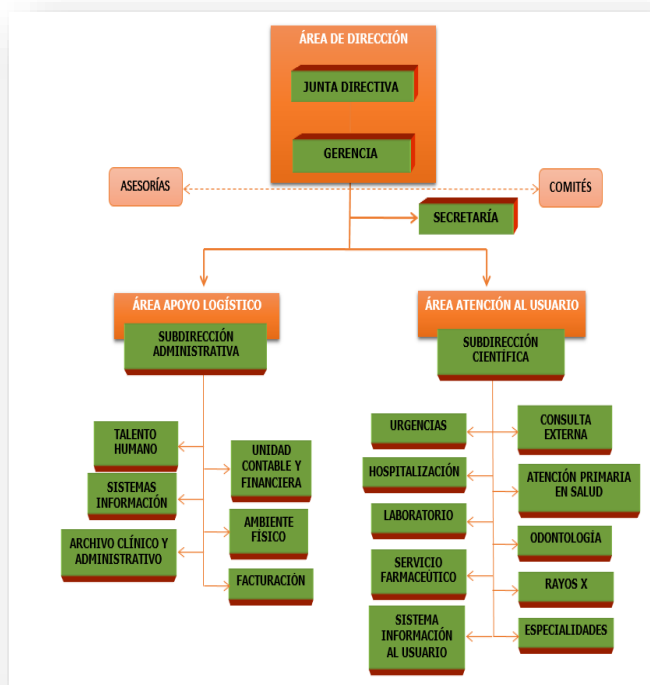 ÁREA DE DIRECCIÓN
JUNTA DIRECTIVA
GERENCIA
ASESORÍAS
COMITÉS
SECRETARÍA
ÁREA APOYO LOGÍSTICO
SUBDIRECCIÓN
ADMINISTRATIVA
TALENTO
HUMANO
UNIDAD
CONTABLE Y
FINANCIERA
SISTEMAS
INFORMACIÓN
AMBIENTE
FÍSICO
ARCHIVO CLÍNICO Y
ADMINISTRATIVO
FACTURACIÓN
ÁREA ATENCIÓN AL USUARIO
SUBDIRECCIÓN
CIENTÍFICA
URGENCIAS
CONSULTA
EXTERNA
HOSPITALIZACIÓN
ATENCIÓN PRIMARIA
EN SALUD
LABORATORIO
ODONTOLOGÍA
SERVICIO
FARMACEÚTICO
RAYOS X
SISTEMA
INFORMACIÓN
AL USUARIO
ESPECIALIDADES